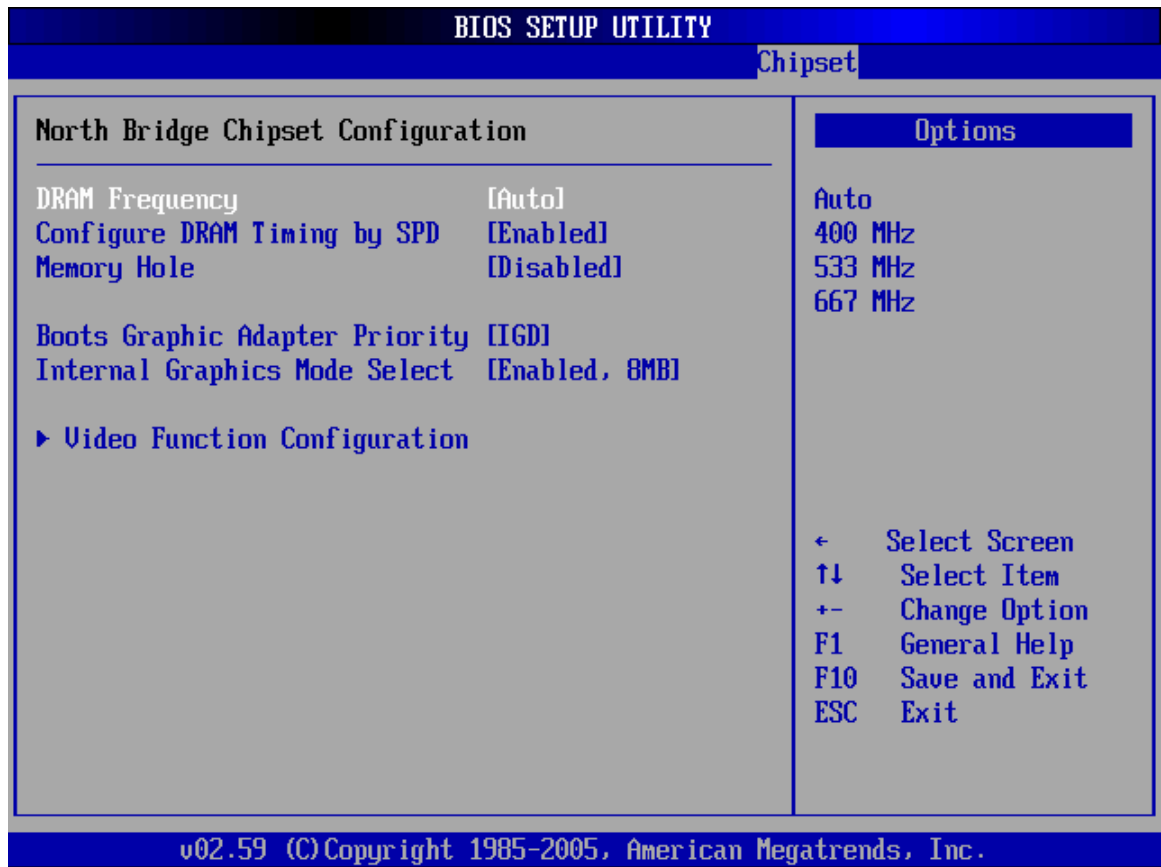 BIOS SETUP UTILITY
Chipset
North Bridge Chipset Configuration
DRAM Frequency [Auto]
Configure DRAM Timing by SPD [Enabled]
Memory Hole [Disabled]
Boots Graphic Adapter Priority [IGD]
Internal Graphics Mode Select [Enabled, 8MB]
▶ Video Function Configuration
Options
Auto
400 MHz
533 MHz
667 MHz
← Select Screen
↑↓ Select Item
+- Change Option
F1 General Help
F10 Save and Exit
ESC Exit
v02.59 (C)Copyright 1985-2005, American Megatrends, Inc.